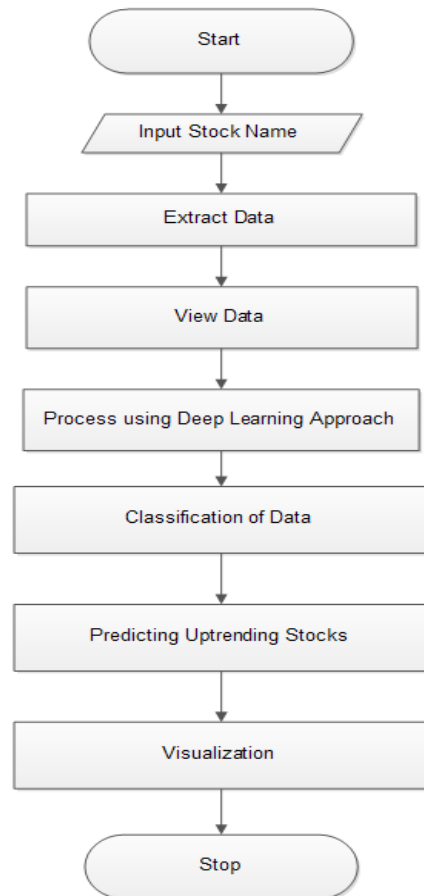 Start
Input Stock Name
Extract Data
View Data
Process using Deep Learning Approach
Classification of Data
Predicting Uptrending Stocks
Visualization
Stop